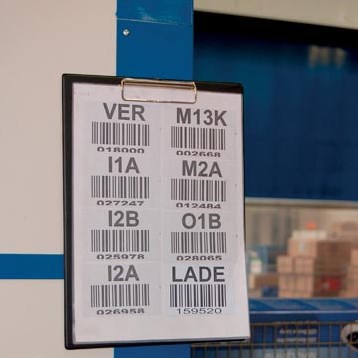 VER M13K
018000 002668
I1A M2A
027247 012484
I2B O1B
025978 028065
I2A LADE
026958 159520